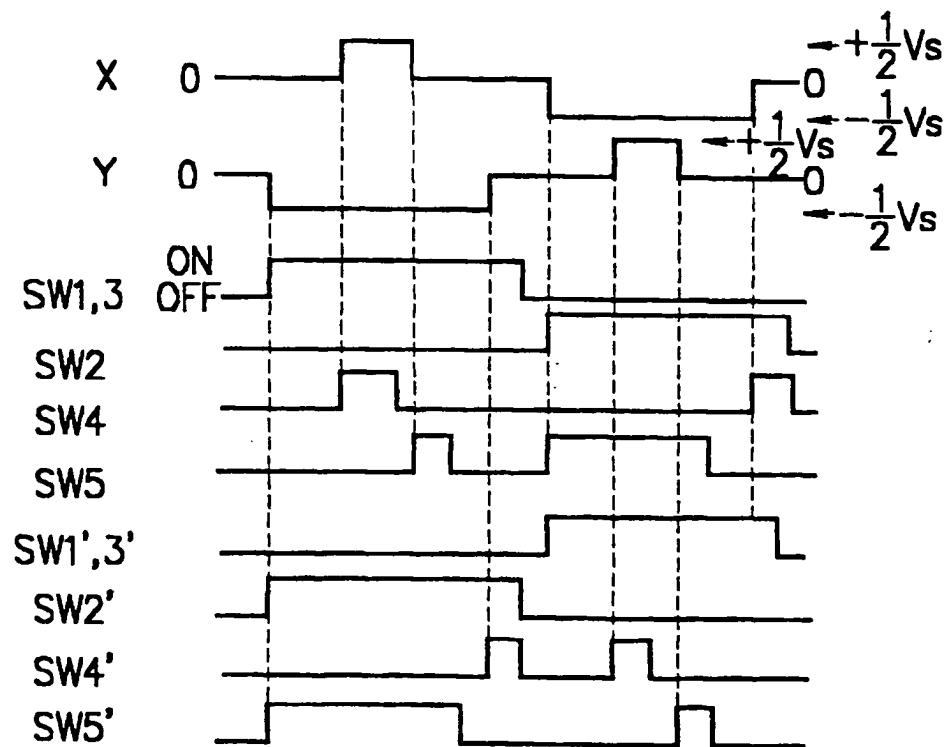 X 0 0 +1/2Vs
-1/2Vs
Y 0 +1/2Vs 0
-1/2Vs
ON
SW1,3 OFF
SW2
SW4
SW5
SW1',3'
SW2'
SW4'
SW5'